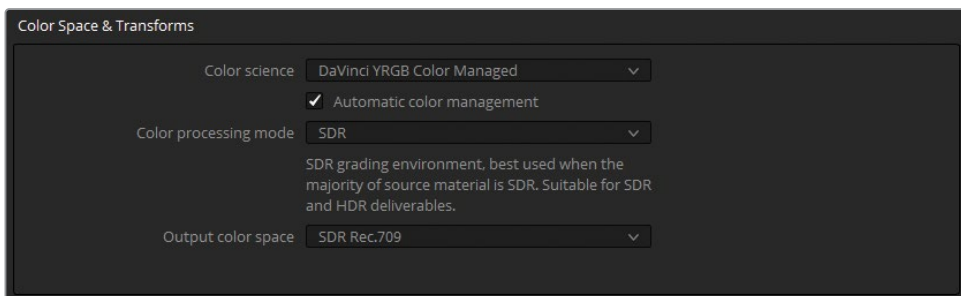 Color Space & Transforms
Color science DaVinci YRGB Color Managed
Automatic color management
Color processing mode SDR
SDR grading environment, best used when the
majority of source material is SDR. Suitable for SDR
and HDR deliverables.
Output color space SDR Rec.709